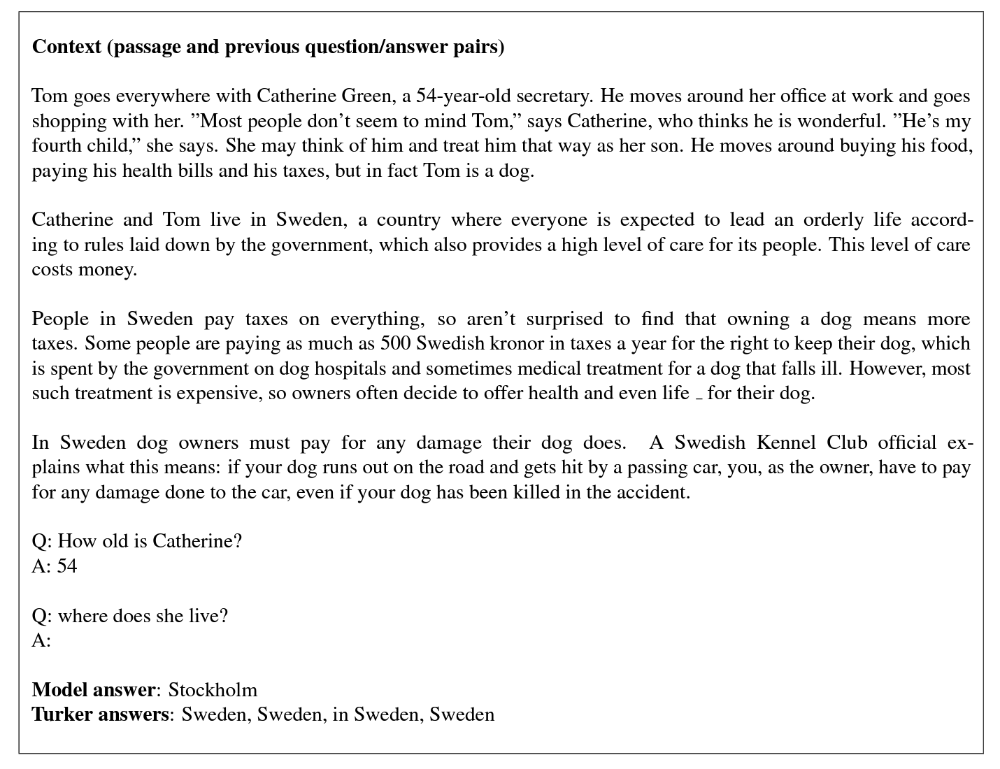 Context (passage and previous question/answer pairs)
Tom goes everywhere with Catherine Green, a 54-year-old secretary. He moves around her office at work and goes
shopping with her. ”Most people don’t seem to mind Tom,” says Catherine, who thinks he is wonderful. ”He’s my
fourth child,” she says. She may think of him and treat him that way as her son. He moves around buying his food,
paying his health bills and his taxes, but in fact Tom is a dog.
Catherine and Tom live in Sweden, a country where everyone is expected to lead an orderly life accord-
ing to rules laid down by the government, which also provides a high level of care for its people. This level of care
costs money.
People in Sweden pay taxes on everything, so aren’t surprised to find that owning a dog means more
taxes. Some people are paying as much as 500 Swedish kronor in taxes a year for the right to keep their dog, which
is spent by the government on dog hospitals and sometimes medical treatment for a dog that falls ill. However, most
such treatment is expensive, so owners often decide to offer health and even life _ for their dog.
In Sweden dog owners must pay for any damage their dog does. A Swedish Kennel Club official ex-
plains what this means: if your dog runs out on the road and gets hit by a passing car, you, as the owner, have to pay
for any damage done to the car, even if your dog has been killed in the accident.
Q: How old is Catherine?
A: 54
Q: where does she live?
A:
Model answer: Stockholm
Turker answers: Sweden, Sweden, in Sweden, Sweden